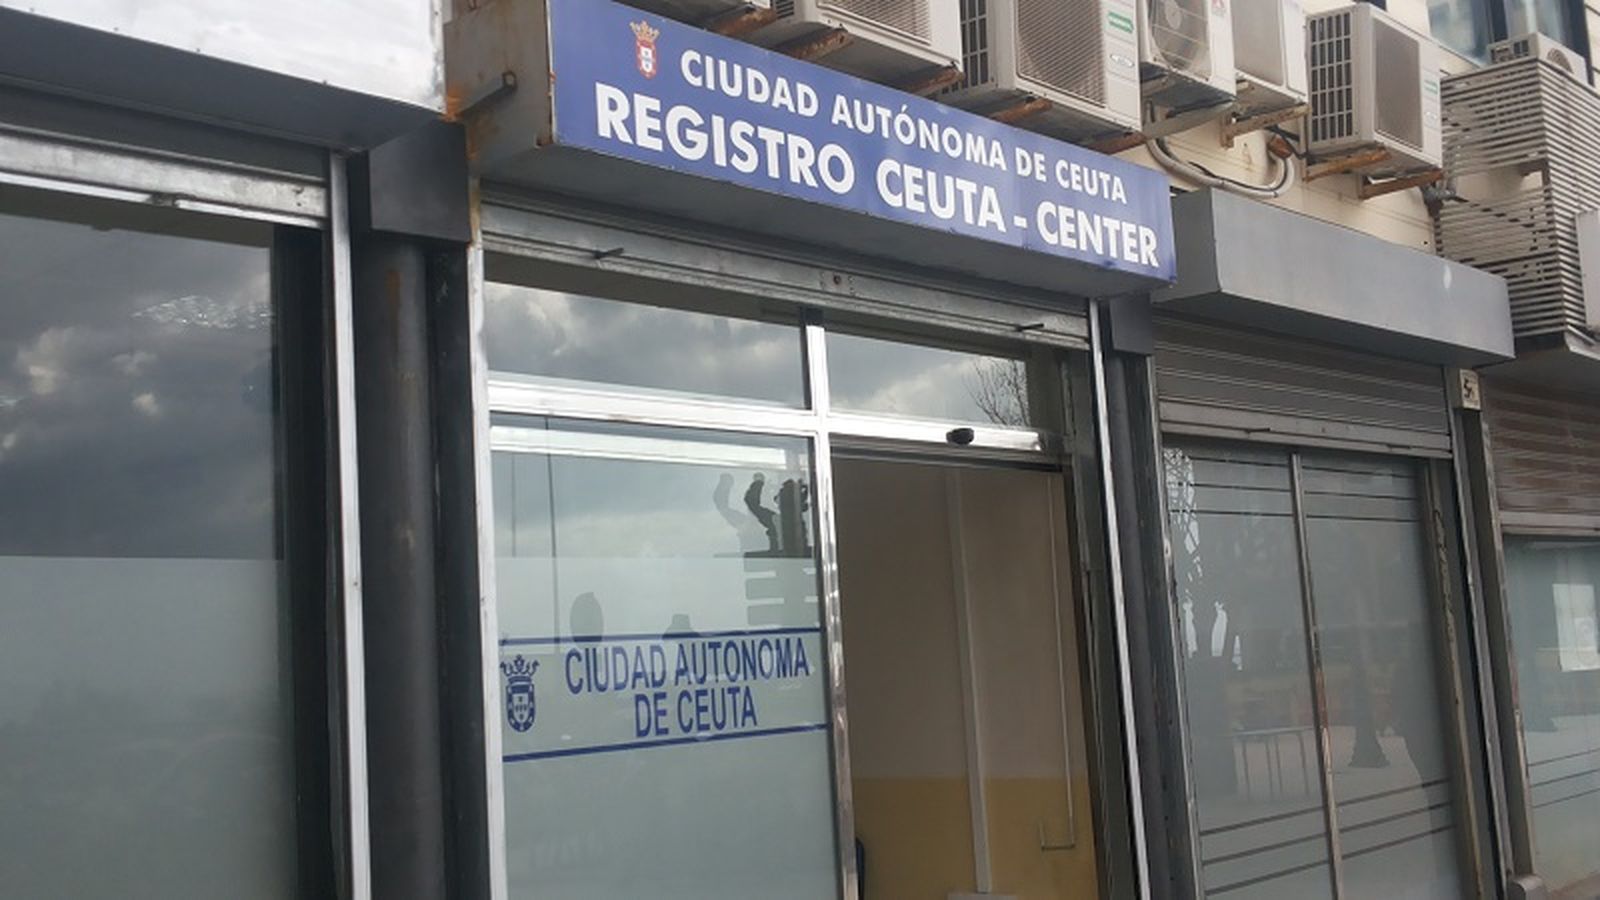 CIUDAD AUTÓNOMA DE CEUTA
REGISTRO CEUTA - CENTER
CIUDAD AUTONOMA
DE CEUTA